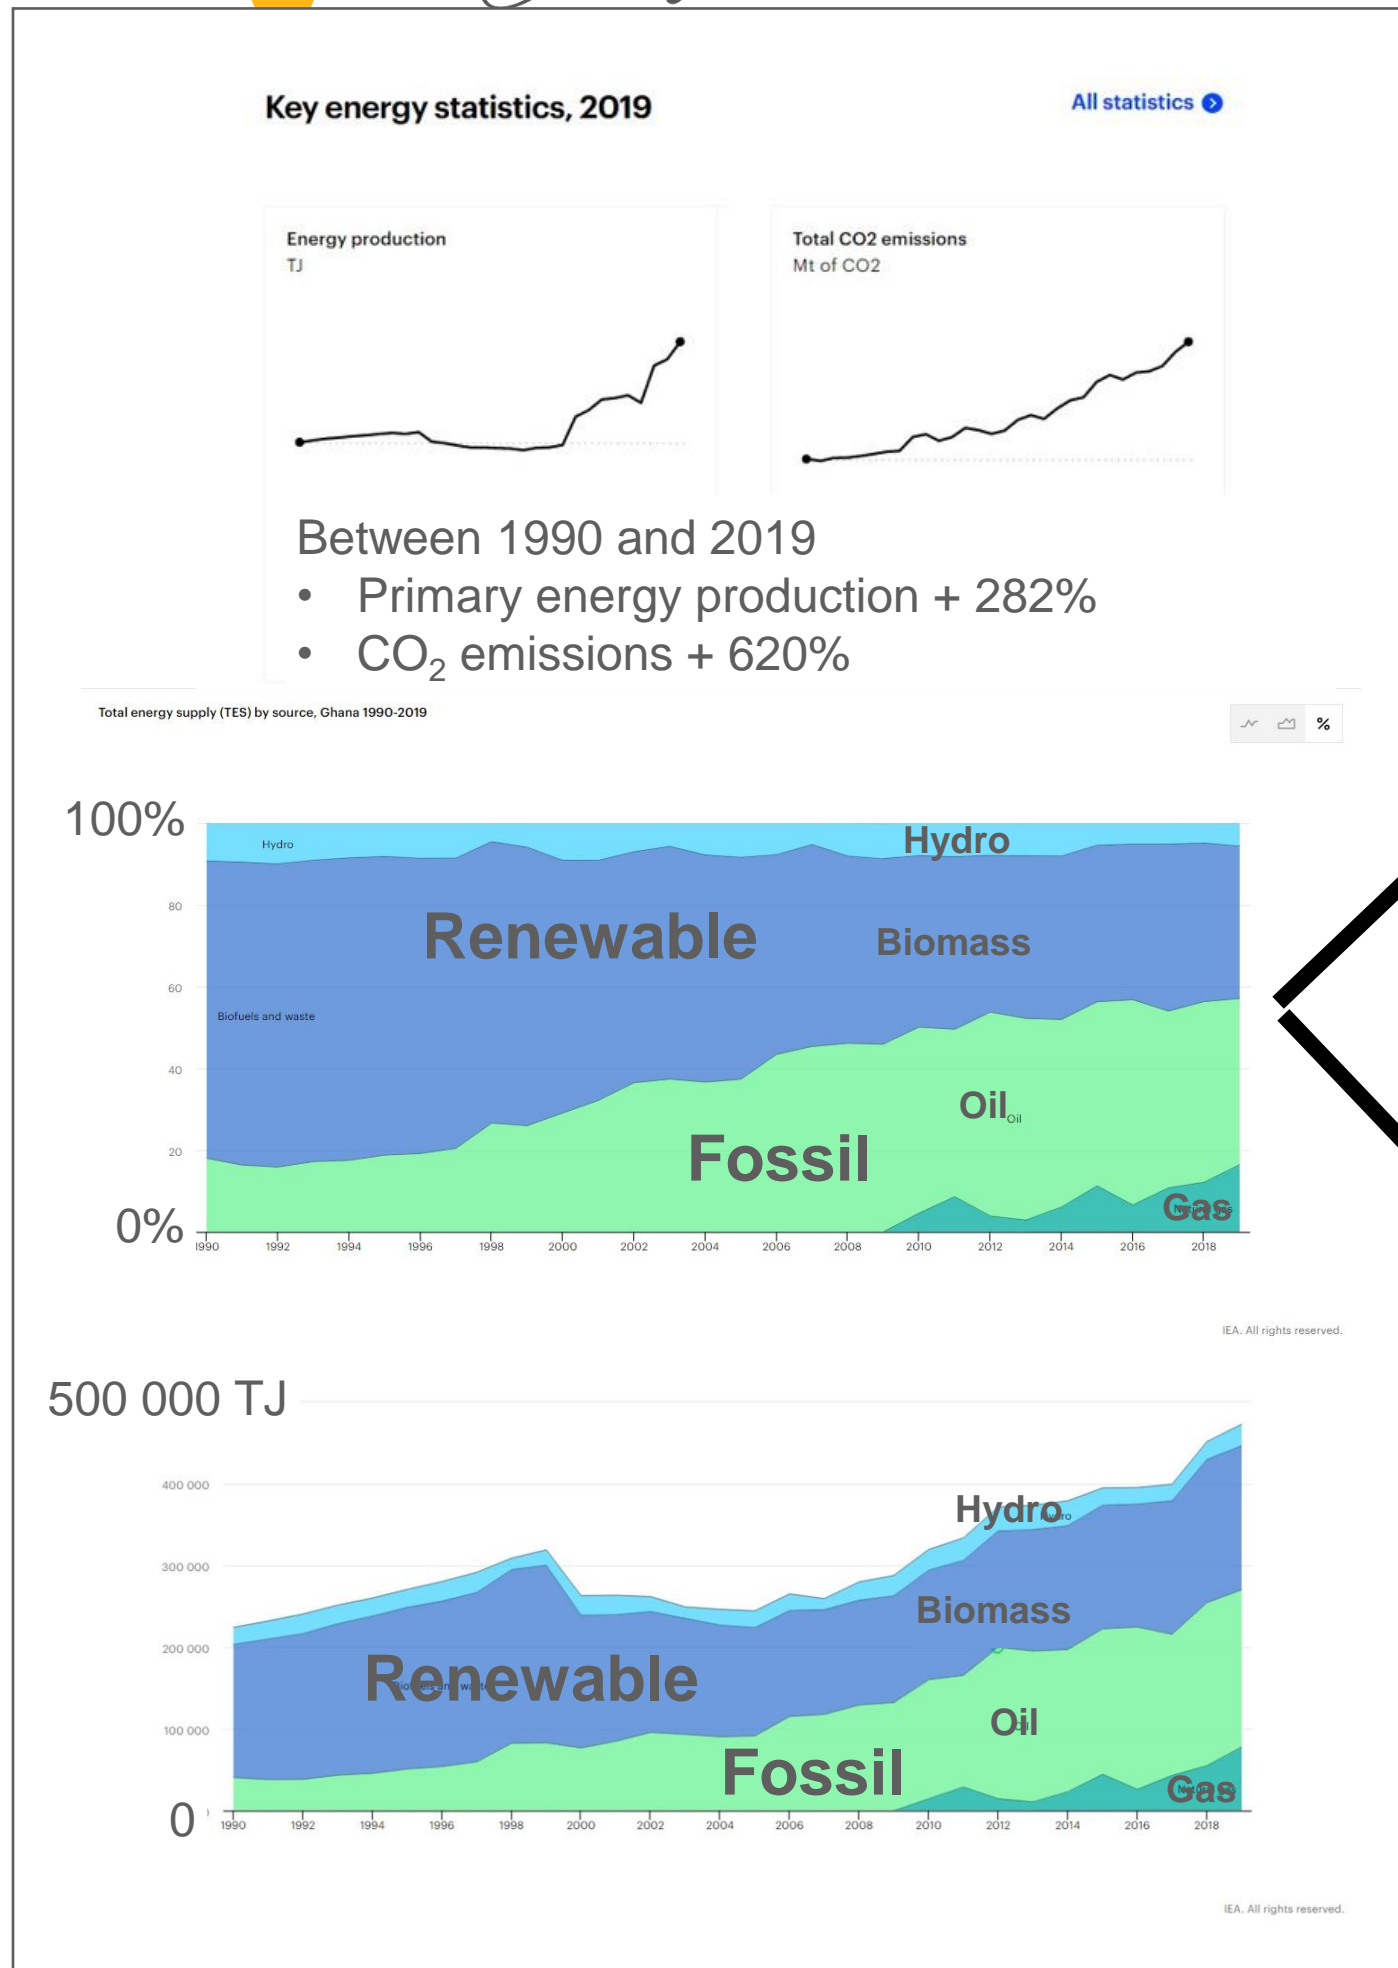 Key energy statistics, 2019
All statistics
Energy production
TJ
Total CO2 emissions
Mt of CO2
Between 1990 and 2019
• Primary energy production + 282%
• CO₂ emissions + 620%
Total energy supply (TES) by source, Ghana 1990-2019
%
100%
Hydro
Hydro
80
Renewable
Biomass
60
Biofuels and waste
40
Oil
Oil
20
Fossil
Gas
0%
1990 1992 1994 1996 1998 2000 2002 2004 2006 2008 2010 2012 2014 2016 2018
IEA. All rights reserved.
500 000 TJ
400 000
Hydro
300 000
Biomass
200 000
Renewable
100 000
Oil
Fossil
Gas
0
1990 1992 1994 1996 1998 2000 2002 2004 2006 2008 2010 2012 2014 2016 2018
IEA. All rights reserved.